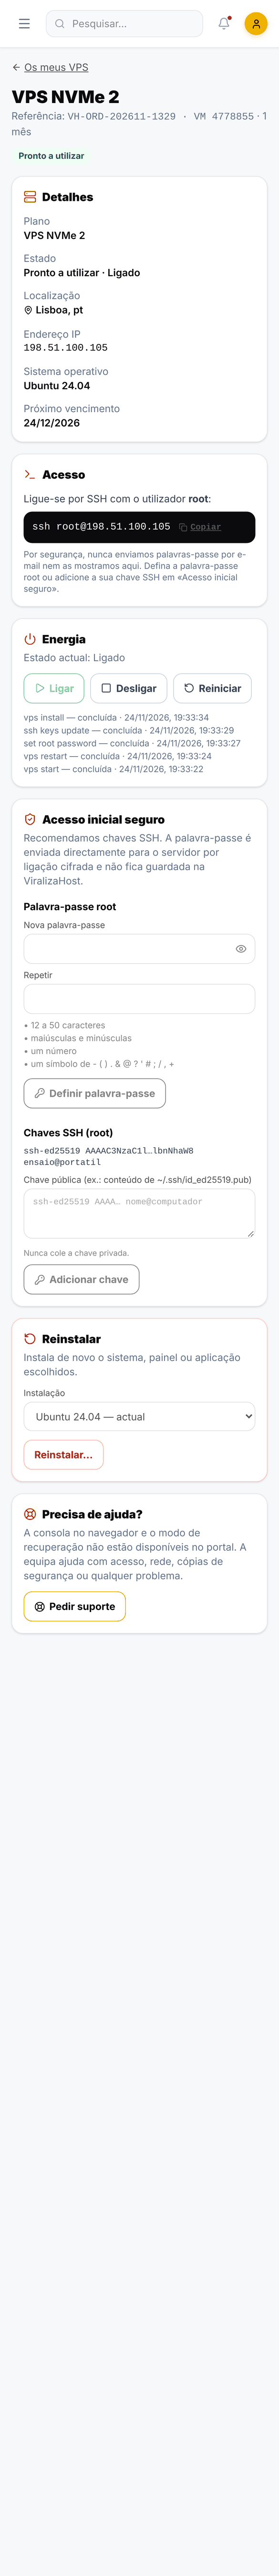 Pesquisar...
Os meus VPS
VPS NVMe 2
Referência: VH-ORD-202611-1329 · VM 4778855 · 1
mês
Pronto a utilizar
Detalhes
Plano
VPS NVMe 2
Estado
Pronto a utilizar · Ligado
Localização
Lisboa, pt
Endereço IP
198.51.100.105
Sistema operativo
Ubuntu 24.04
Próximo vencimento
24/12/2026
Acesso
Ligue-se por SSH com o utilizador root:
ssh root@198.51.100.105 Copiar
Por segurança, nunca enviamos palavras-passe por e-
mail nem as mostramos aqui. Defina a palavra-passe
root ou adicione a sua chave SSH em «Acesso inicial
seguro».
Energia
Estado actual: Ligado
Ligar Desligar Reiniciar
vps install — concluída · 24/11/2026, 19:33:34
ssh keys update — concluída · 24/11/2026, 19:33:29
set root password — concluída · 24/11/2026, 19:33:27
vps restart — concluída · 24/11/2026, 19:33:24
vps start — concluída · 24/11/2026, 19:33:22
Acesso inicial seguro
Recomendamos chaves SSH. A palavra-passe é
enviada directamente para o servidor por
ligação cifrada e não fica guardada na
ViralizaHost.
Palavra-passe root
Nova palavra-passe
Repetir
• 12 a 50 caracteres
• maiúsculas e minúsculas
• um número
• um símbolo de - ( ) . & @ ? ' # ; / , +
Definir palavra-passe
Chaves SSH (root)
ssh-ed25519 AAAAC3NzaC1l…lbnNhaW8
ensaio@portatil
Chave pública (ex.: conteúdo de ~/.ssh/id_ed25519.pub)
ssh-ed25519 AAAA… nome@computador
Nunca cole a chave privada.
Adicionar chave
Reinstalar
Instala de novo o sistema, painel ou aplicação
escolhidos.
Instalação
Ubuntu 24.04 — actual
Reinstalar...
Precisa de ajuda?
A consola no navegador e o modo de
recuperação não estão disponíveis no portal. A
equipa ajuda com acesso, rede, cópias de
segurança ou qualquer problema.
Pedir suporte